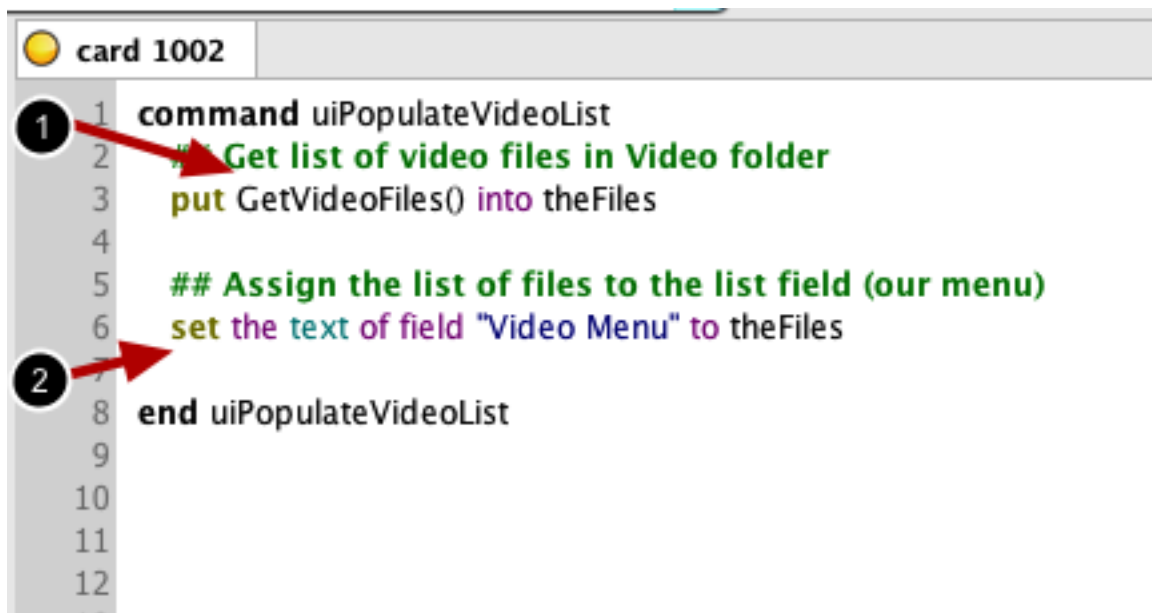 card 1002
1 command uiPopulateVideoList
1
2 ## Get list of video files in Video folder
3 put GetVideoFiles() into theFiles
4
5 ## Assign the list of files to the list field (our menu)
6 set the text of field "Video Menu" to theFiles
7
2
8 end uiPopulateVideoList
9
10
11
12